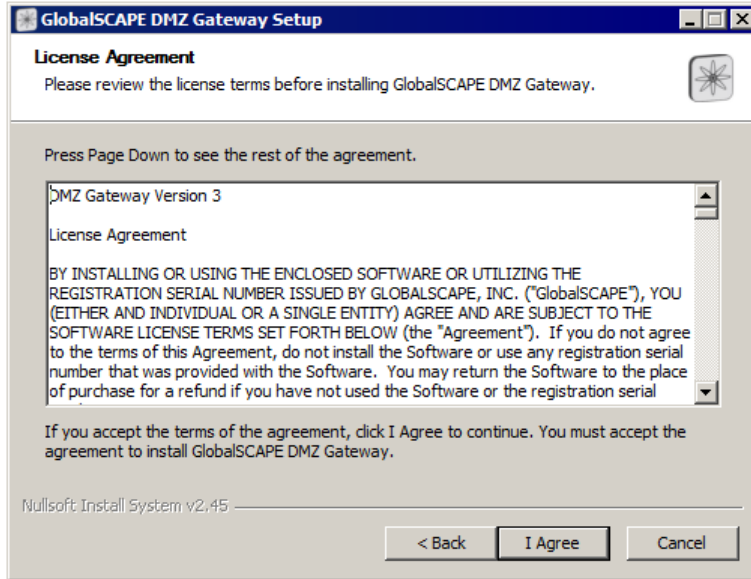 GlobalSCAPE DMZ Gateway Setup
License Agreement
Please review the license terms before installing GlobalSCAPE DMZ Gateway.
Press Page Down to see the rest of the agreement.
DMZ Gateway Version 3
License Agreement
BY INSTALLING OR USING THE ENCLOSED SOFTWARE OR UTILIZING THE
REGISTRATION SERIAL NUMBER ISSUED BY GLOBALSCAPE, INC. ("GlobalSCAPE"), YOU
(EITHER AND INDIVIDUAL OR A SINGLE ENTITY) AGREE AND ARE SUBJECT TO THE
SOFTWARE LICENSE TERMS SET FORTH BELOW (the "Agreement").  If you do not agree
to the terms of this Agreement, do not install the Software or use any registration serial
number that was provided with the Software.  You may return the Software to the place
of purchase for a refund if you have not used the Software or the registration serial
If you accept the terms of the agreement, click I Agree to continue. You must accept the
agreement to install GlobalSCAPE DMZ Gateway.
Nullsoft Install System v2.45
< Back
I Agree
Cancel